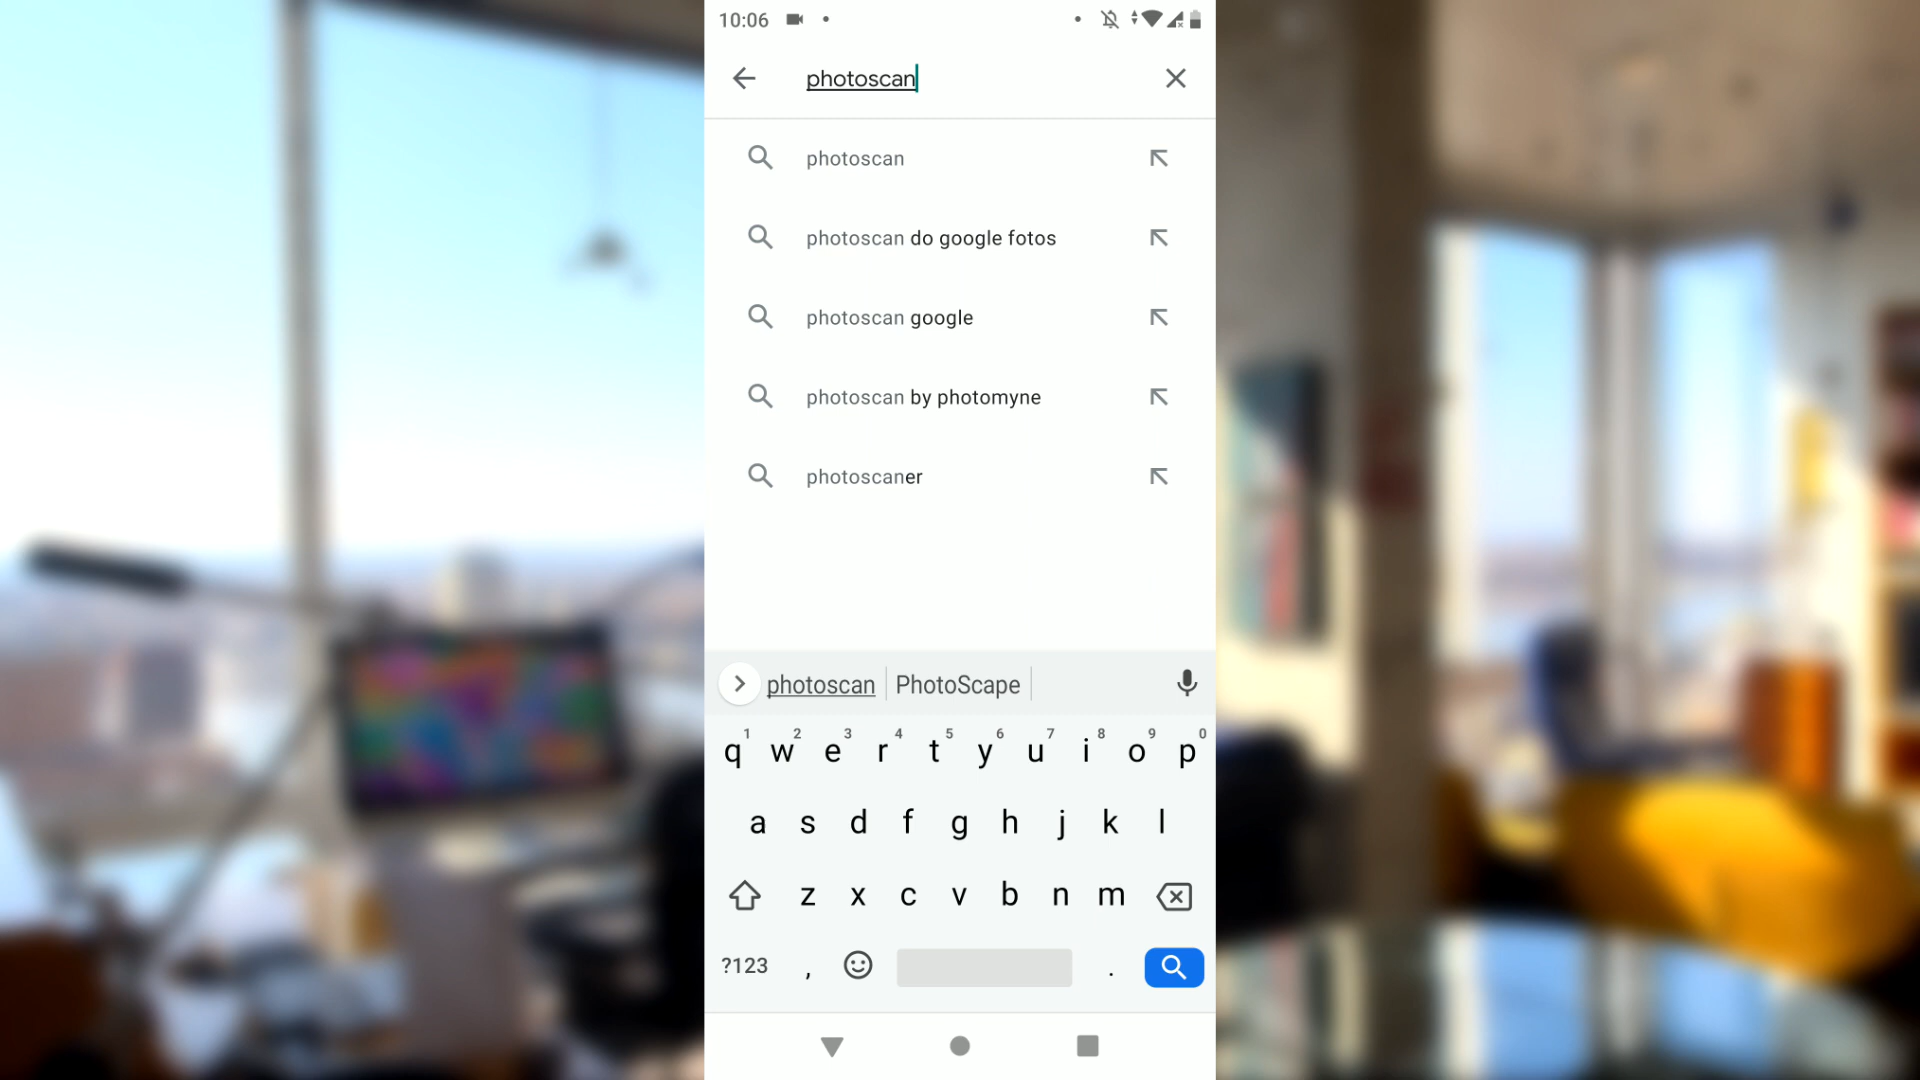 10:06
photoscan
photoscan
photoscan do google fotos
photoscan google
photoscan by photomyne
photoscaner
photoscan PhotoScape
1 2 3 4 5 6 7 8 9 0
q w e r t y u i o p
a s d f g h j k l
z x c v b n m
?123 , .